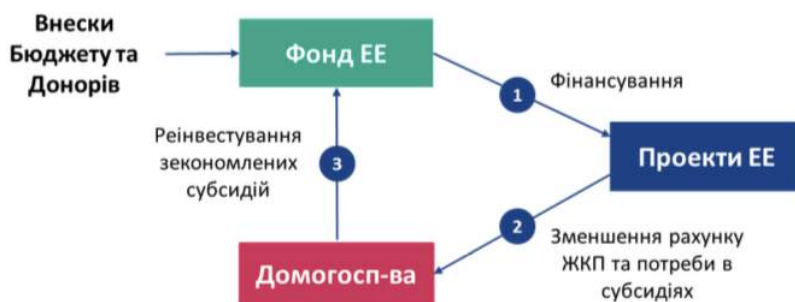 Внески
Бюджету та
Донорів
Фонд ЕЕ
1
Фінансування
Реінвестування
зекономлених
субсидій
3
Проекти ЕЕ
2
Зменшення рахунку
ЖКП та потреби в
субсидіях
Домогосп-ва